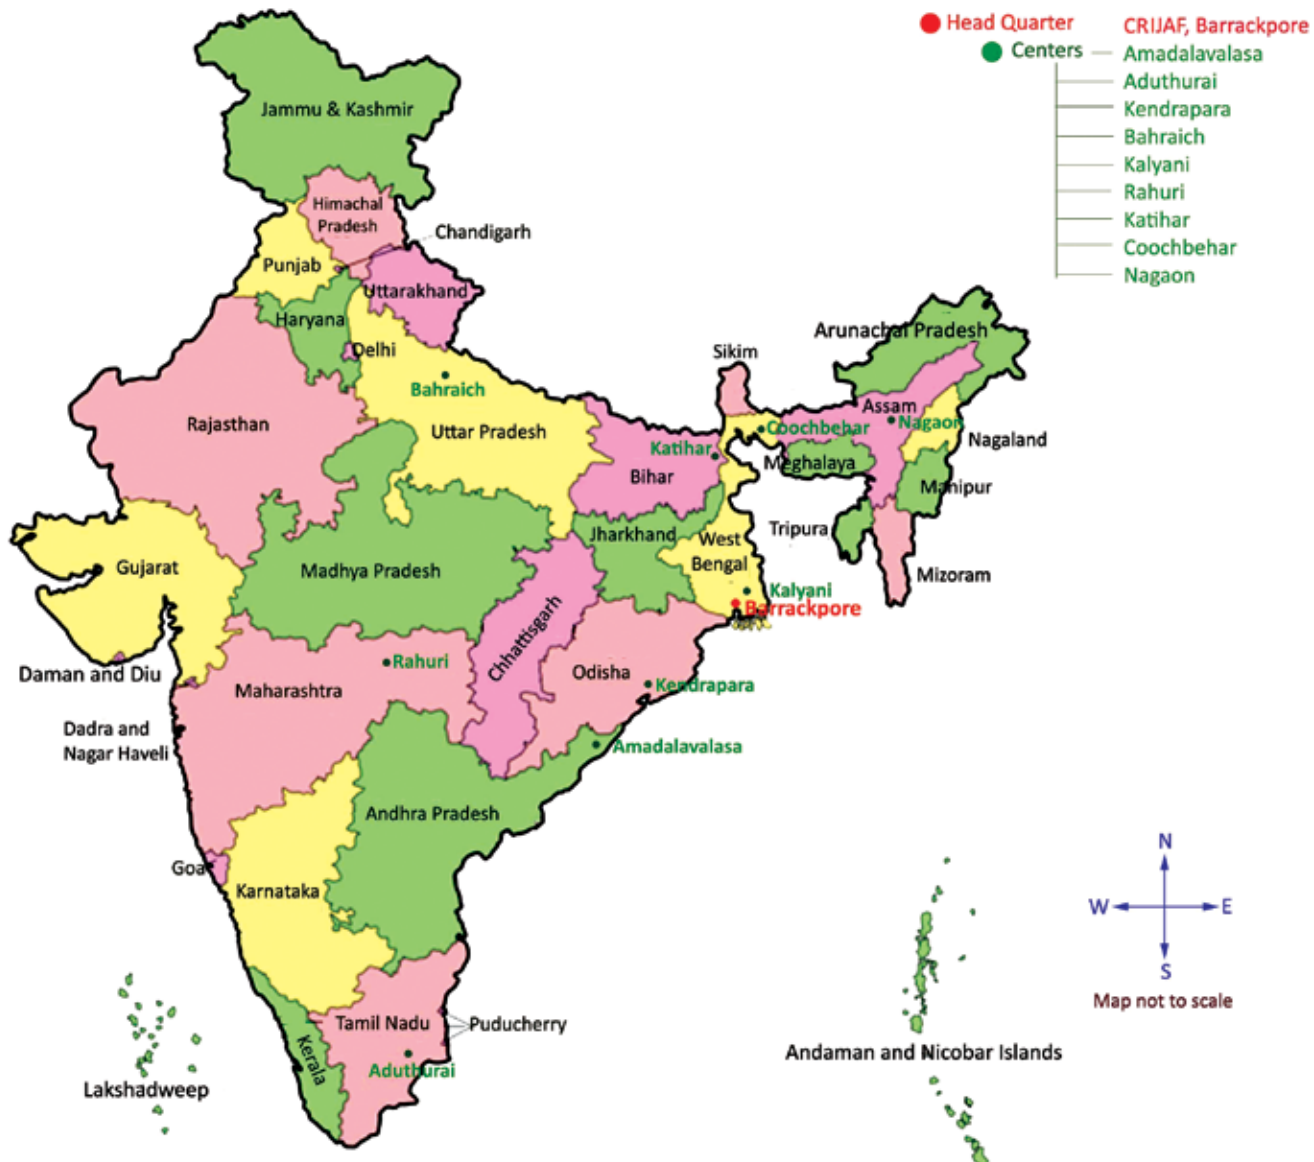 Head Quarter CRIJAF, Barrackpore
Centers Amadalavalasa
Aduthurai
Kendrapara
Bahraich
Kalyani
Rahuri
Katihar
Coochbehar
Nagaon
Jammu & Kashmir
Himachal
Pradesh
Chandigarh
Punjab
Uttarakhand
Haryana
Delhi
Bahraich
Rajasthan
Uttar Pradesh
Sikim
Arunachal Pradesh
Assam
Nagaon
Coochbehar
Nagaland
Katihar
Meghalaya
Bihar
Manipur
Jharkhand
West
Bengal
Tripura
Mizoram
Gujarat
Madhya Pradesh
Kalyani
Barrackpore
Chhattisgarh
Daman and Diu
Rahuri
Maharashtra
Odisha
Kendrapara
Dadra and
Nagar Haveli
Amadalavalasa
Andhra Pradesh
Goa
Karnataka
N
W E
S
Map not to scale
Tamil Nadu
Puducherry
Kerala
Aduthurai
Lakshadweep
Andaman and Nicobar Islands